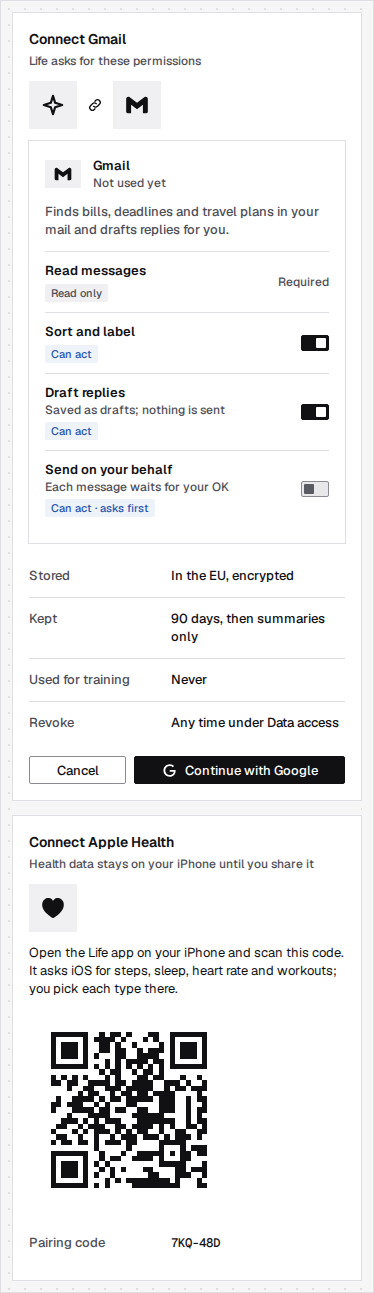 Connect Gmail
Life asks for these permissions
Gmail
Not used yet
Finds bills, deadlines and travel plans in your
mail and drafts replies for you.
Read messages
Read only
Required
Sort and label
Can act
Draft replies
Saved as drafts; nothing is sent
Can act
Send on your behalf
Each message waits for your OK
Can act · asks first
Stored In the EU, encrypted
Kept 90 days, then summaries
only
Used for training Never
Revoke Any time under Data access
Cancel Continue with Google
Connect Apple Health
Health data stays on your iPhone until you share it
Open the Life app on your iPhone and scan this code.
It asks iOS for steps, sleep, heart rate and workouts;
you pick each type there.
Pairing code 7KQ-48D